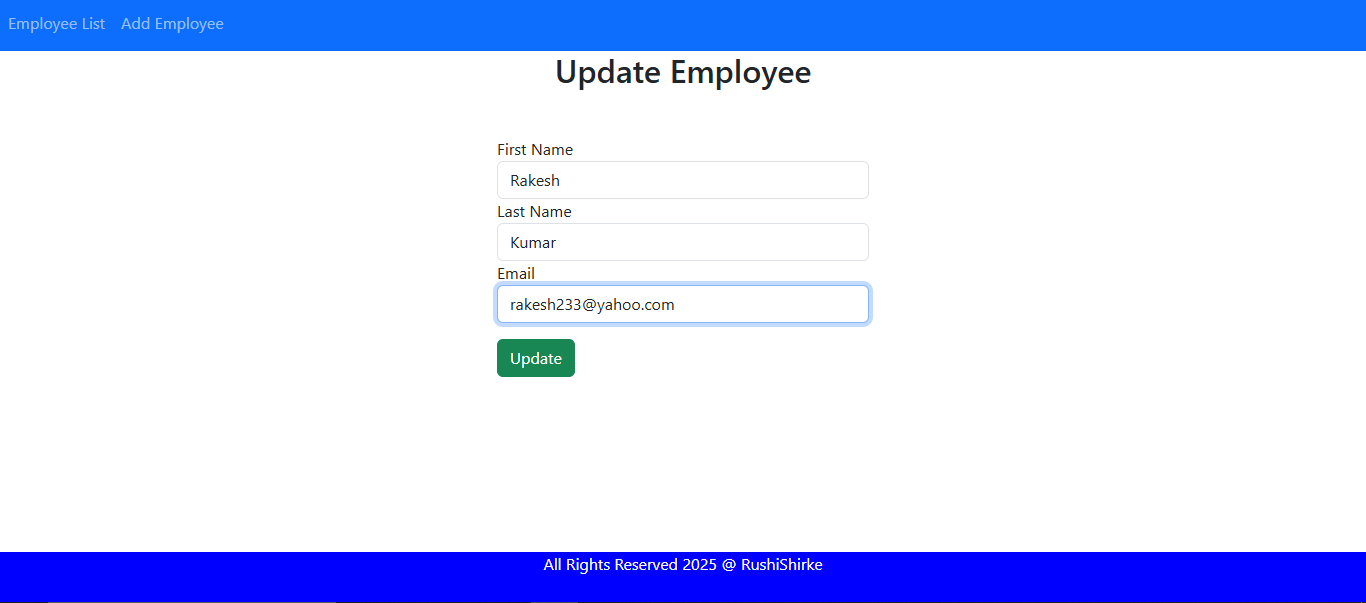 Employee List Add Employee
Update Employee
First Name
Rakesh
Last Name
Kumar
Email
rakesh233@yahoo.com
Update
All Rights Reserved 2025 @ RushiShirke